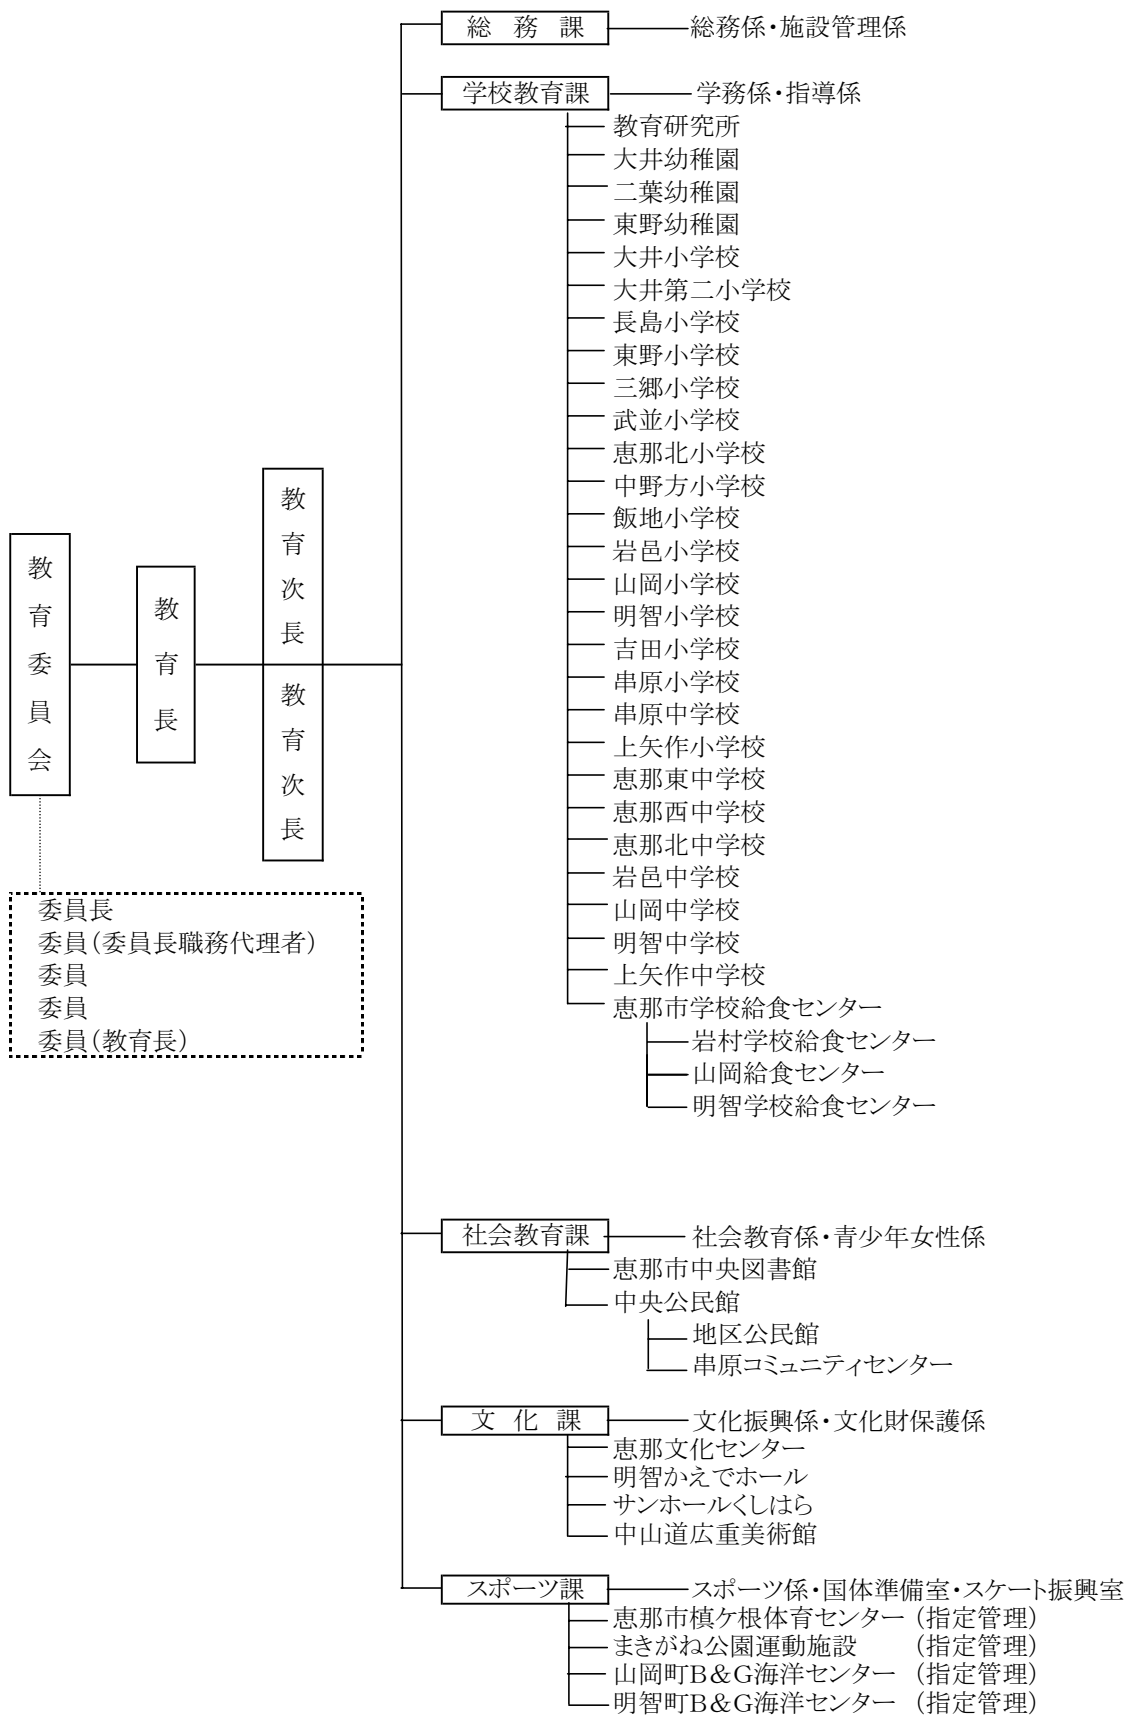 教育委員会
教育長
教育次長
教育次長
委員長
委員(委員長職務代理者)
委員
委員
委員(教育長)
総務課 総務係・施設管理係
学校教育課 学務係・指導係
教育研究所
大井幼稚園
二葉幼稚園
東野幼稚園
大井小学校
大井第二小学校
長島小学校
東野小学校
三郷小学校
武並小学校
恵那北小学校
中野方小学校
飯地小学校
岩邑小学校
山岡小学校
明智小学校
吉田小学校
串原小学校
串原中学校
上矢作小学校
恵那東中学校
恵那西中学校
恵那北中学校
岩邑中学校
山岡中学校
明智中学校
上矢作中学校
恵那市学校給食センター
岩村学校給食センター
山岡給食センター
明智学校給食センター
社会教育課 社会教育係・青少年女性係
恵那市中央図書館
中央公民館
地区公民館
串原コミュニティセンター
文化課 文化振興係・文化財保護係
恵那文化センター
明智かえでホール
サンホールくしはら
中山道広重美術館
スポーツ課 スポーツ係・国体準備室・スケート振興室
恵那市槙ケ根体育センター (指定管理)
まきがね公園運動施設 (指定管理)
山岡町B&G海洋センター (指定管理)
明智町B&G海洋センター (指定管理)